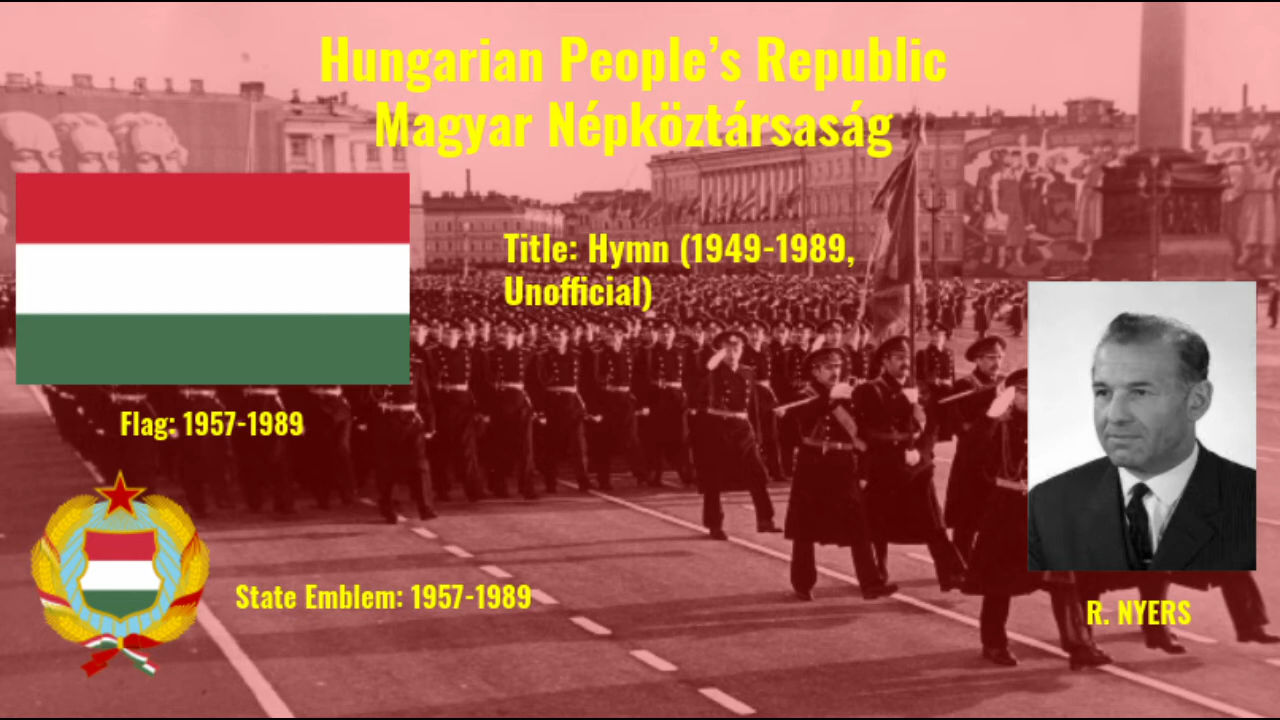 Hungarian People’s Republic
Magyar Népköztársaság
Title: Hymn (1949-1989,
Unofficial)
Flag: 1957-1989
State Emblem: 1957-1989
R. NYERS